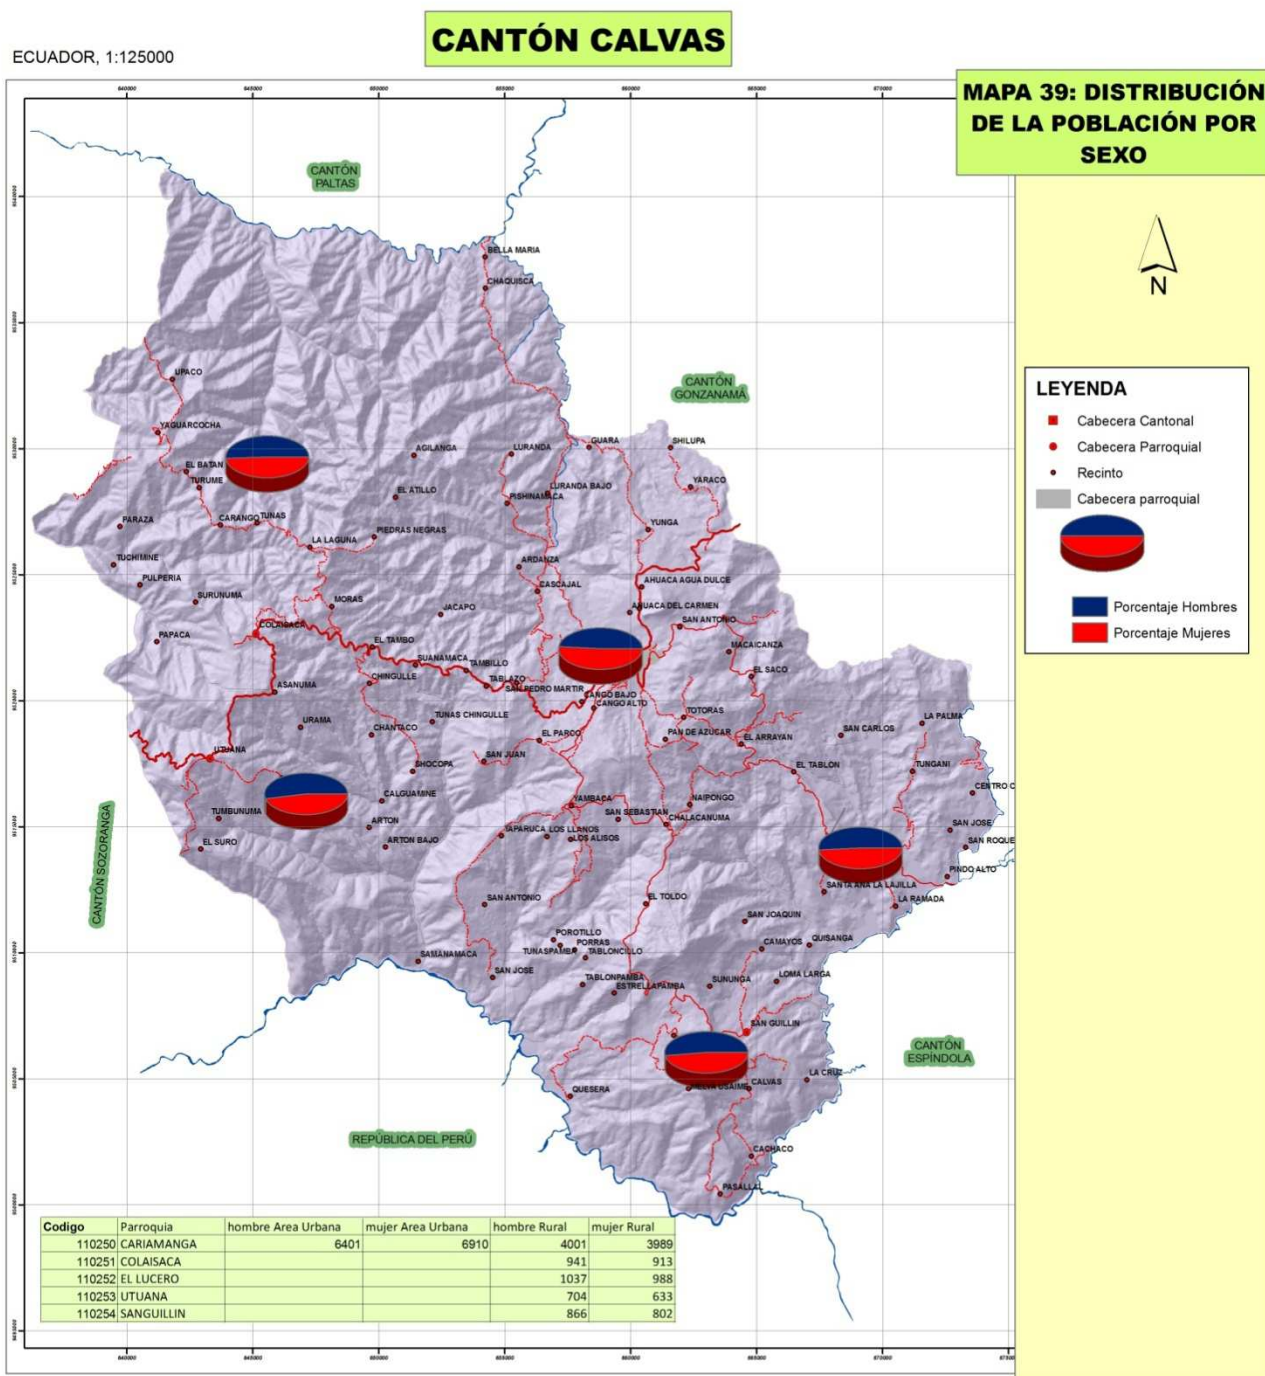 CANTÓN CALVAS
ECUADOR, 1:125000
MAPA 39: DISTRIBUCIÓN
DE LA POBLACIÓN POR
SEXO
CANTÓN
PALTAS
BELLA MARIA
CHAQUISCA
N
CANTÓN
GONZANAMÁ
UPACO
YAGUARCOCHA
AGILANGA
LURANDA
GUARA
SHILUPA
EL BATAN
TURUME
EL ATILLO
LURANDA BAJO
YARACO
PISHINAMACA
PARAZA
CARANGO
TUNAS
YUNGA
LA LAGUNA
PIEDRAS NEGRAS
TUCHIMINE
ARDANZA
PULPERIA
CASCAJAL
AHUACA AGUA DULCE
SURUNUMA
MORAS
JACAPO
AHUACA DEL CARMEN
COLAISACA
SAN ANTONIO
PAPACA
EL TAMBO
MACAICANZA
SUANAMACA
TAMBILLO
EL SACO
CHINGULLE
TABLAZO
ASANUMA
SAN PEDRO MARTIR
CANGO BAJO
CANGO ALTO
TOTORAS
URAMA
TUNAS CHINGULLE
LA PALMA
CHANTACO
EL PARCO
PAN DE AZUCAR
EL ARRAYAN
SAN CARLOS
UTUANA
SAN JUAN
SHOCOPA
EL TABLON
TUNGANI
CENTRO C
CALGUAMINE
YAMBACA
NAIPONGO
TUMBUNUMA
SAN SEBASTIAN
CHALACANUMA
ARTON
SAN JOSE
EL SURO
ARTON BAJO
TAPARUCA
LOS LLANOS
LOS ALISOS
SAN ROQUE
PINDO ALTO
SANTA ANA LA LAJILLA
CANTÓN SOZORANGA
SAN ANTONIO
EL TOLDO
LA RAMADA
SAN JOAQUIN
POROTILLO
PORRAS
CAMAYOS
QUISANGA
SAMANAMACA
TUNASPAMBA
TABLONCILLO
SAN JOSE
TABLONPAMBA
SUNUNGA
LOMA LARGA
ESTRELLAPAMBA
SAN GUILLIN
CANTÓN
ESPÍNDOLA
QUESERA
CALVAS
LA CRUZ
REPÚBLICA DEL PERÚ
CACHACO
PASALLAL
LEYENDA
Cabecera Cantonal
Cabecera Parroquial
Recinto
Cabecera parroquial
Porcentaje Hombres
Porcentaje Mujeres
Codigo Parroquia hombre Area Urbana mujer Area Urbana hombre Rural mujer Rural
110250 CARIAMANGA 6401 6910 4001 3989
110251 COLAISACA 941 913
110252 EL LUCERO 1037 988
110253 UTUANA 704 633
110254 SANGUILLIN 866 802